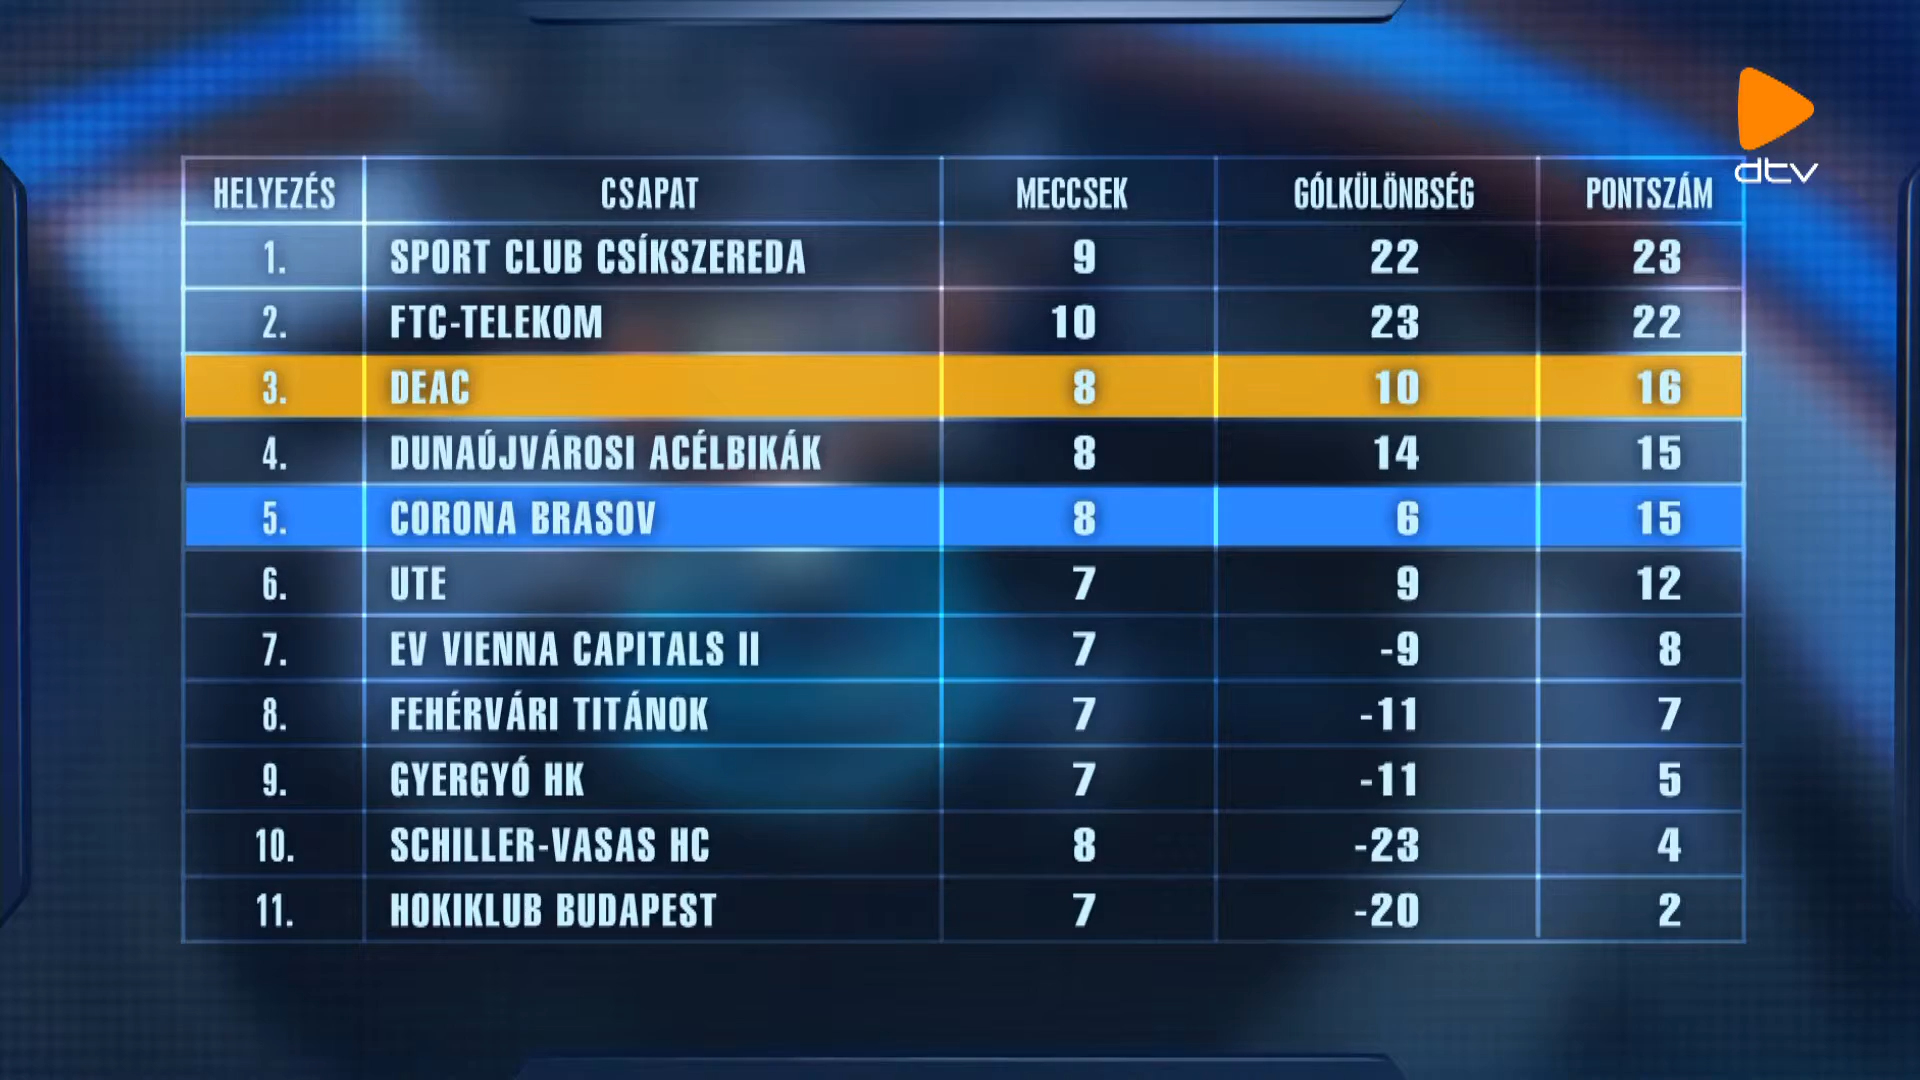 dtv
HELYEZÉS CSAPAT MECCSEK GÓLKÜLÖNBSÉG PONTSZÁM
1. SPORT CLUB CSÍKSZEREDA 9 22 23
2. FTC-TELEKOM 10 23 22
3. DEAC 8 10 16
4. DUNAÚJVÁROSI ACÉLBIKÁK 8 14 15
5. CORONA BRASOV 8 6 15
6. UTE 7 9 12
7. EV VIENNA CAPITALS II 7 -9 8
8. FEHÉRVÁRI TITÁNOK 7 -11 7
9. GYERGYÓ HK 7 -11 5
10. SCHILLER-VASAS HC 8 -23 4
11. HOKIKLUB BUDAPEST 7 -20 2